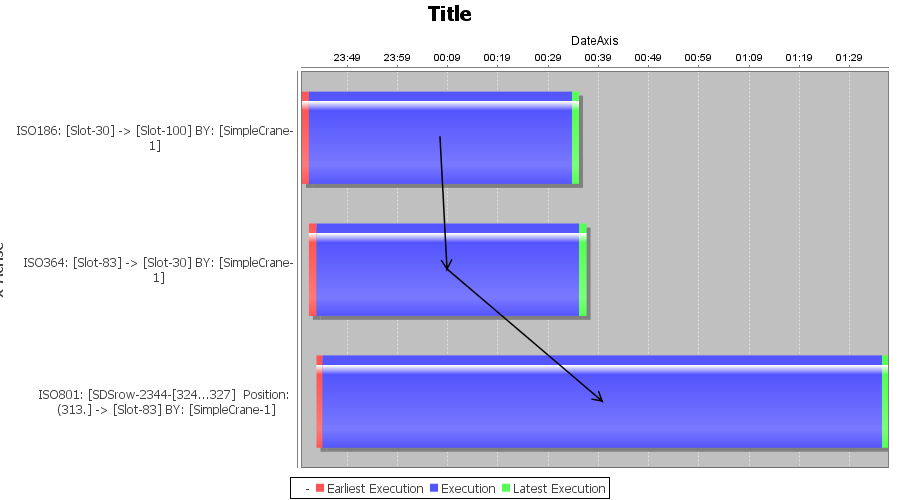 Title
DateAxis
23:49 23:59 00:09 00:19 00:29 00:39 00:49 00:59 01:09 01:19 01:29
ISO186: [Slot-30] -> [Slot-100] BY: [SimpleCrane-
1]
ISO364: [Slot-83] -> [Slot-30] BY: [SimpleCrane-
1]
ISO801: [SDSrow-2344-[324...327] Position:
(313.] -> [Slot-83] BY: [SimpleCrane-1]
- Earliest Execution Execution Latest Execution